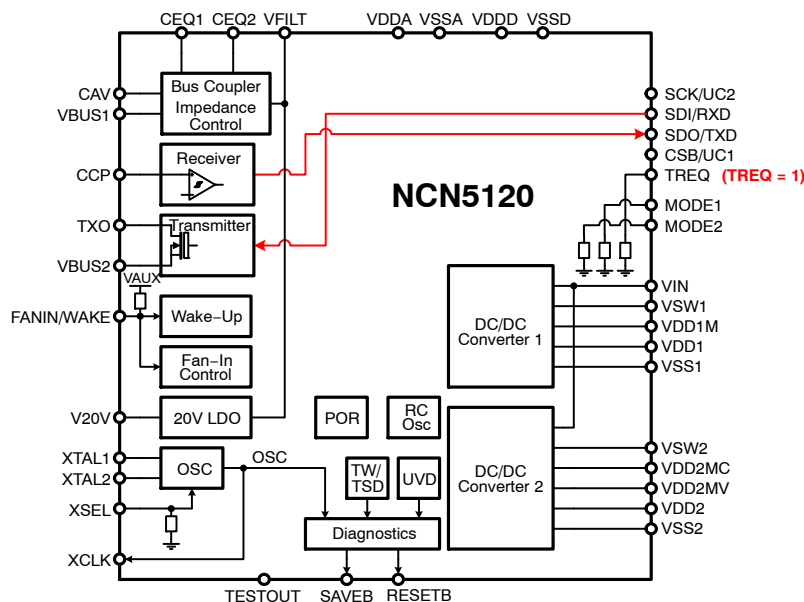 CEQ1 CEQ2 VFILT VDDA VSSA VDDD VSSD
CAV
VBUS1
Bus Coupler
Impedance
Control
CCP
Receiver
TXO
VBUS2
Transmitter
VAUX
FANIN/WAKE
Wake–Up
Fan–In
Control
V20V
20V LDO
XTAL1
XTAL2
OSC
OSC
XSEL
XCLK
NCN5120
POR
RC
Osc
TW/
TSD
UVD
Diagnostics
DC/DC
Converter 1
DC/DC
Converter 2
SCK/UC2
SDI/RXD
SDO/TXD
CSB/UC1
TREQ (TREQ = 1)
MODE1
MODE2
VIN
VSW1
VDD1M
VDD1
VSS1
VSW2
VDD2MC
VDD2MV
VDD2
VSS2
TESTOUT SAVEB RESETB